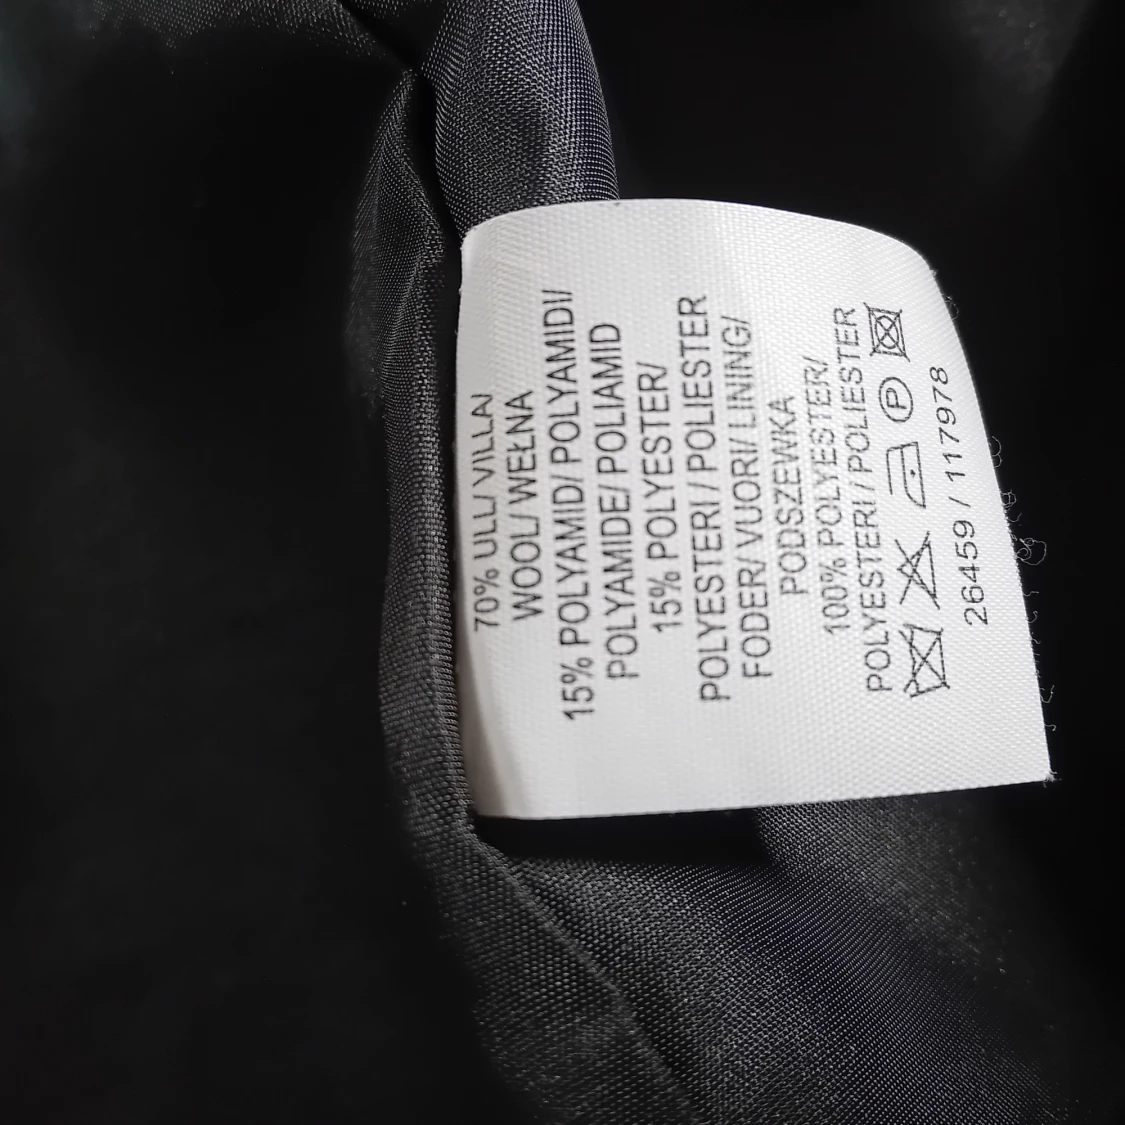 70% ULL/ VILLA/
WOOL/ WEŁNA
15% POLYAMID/ POLYAMIDI/
POLYAMIDE/ POLIAMID
15% POLYESTER/
POLYESTERI / POLIESTER
FODER/ VUORI/ LINING/
PODSZEWKA
100% POLYESTER/
POLYESTERI / POLIESTER
P
26459 / 117978